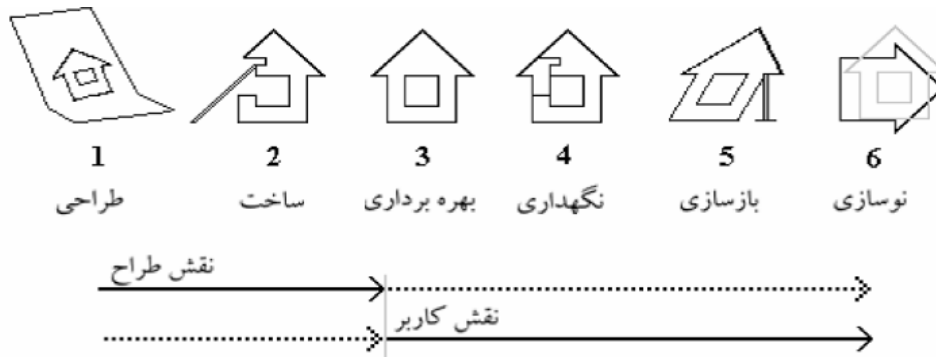 1 2 3 4 5 6
طراحی ساخت بهره برداری نگهداری بازسازی نوسازی
نقش طراح
نقش کاربر